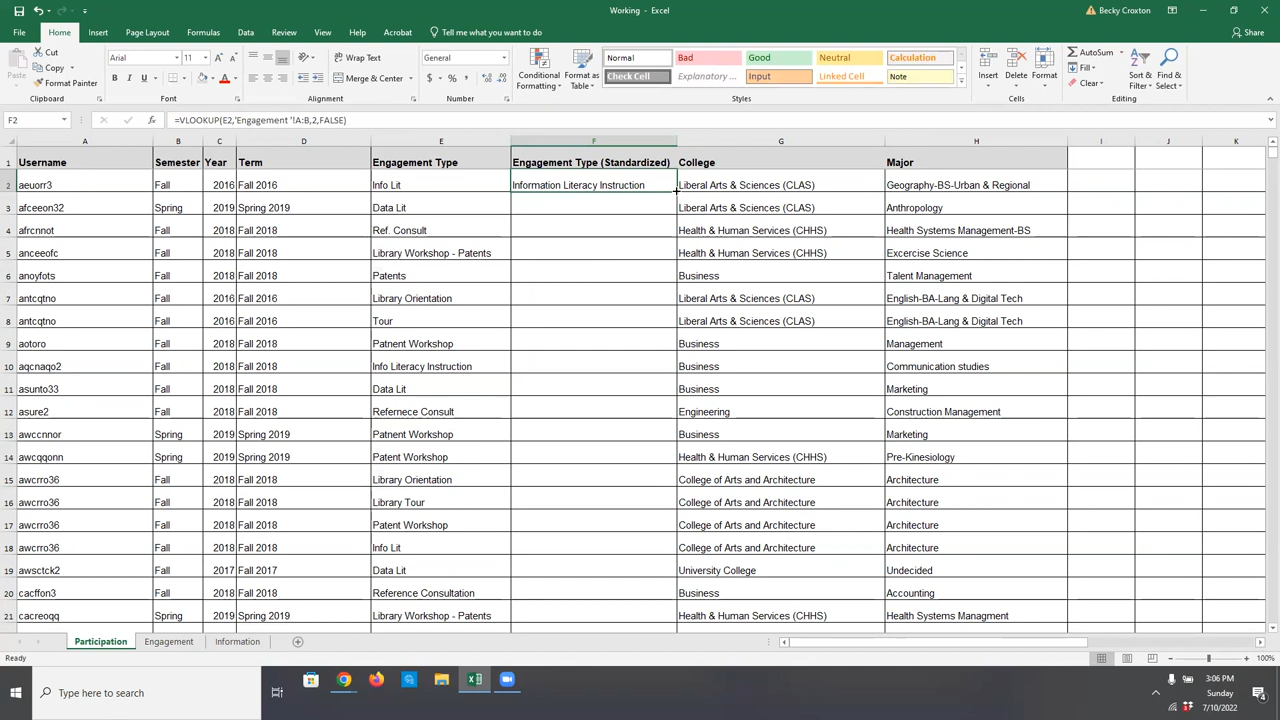 Working - Excel
Becky Croxton
File Home Insert Page Layout Formulas Data Review View Help Acrobat Tell me what you want to do Share
Paste
Cut
Copy
Format Painter
Clipboard
Arial 11
B I U
Font
Wrap Text
Merge & Center
Alignment
General
$ % ,
Number
Conditional Formatting
Format as Table
Normal Bad Good Neutral Calculation
Check Cell Explanatory ... Input Linked Cell Note
Styles
Insert Delete Format
Cells
AutoSum
Fill
Clear
Sort & Filter
Find & Select
Editing
F2 =VLOOKUP(E2,'Engagement '!A:B,2,FALSE)
A B C D E F G H I J K
1 Username Semester Year Term Engagement Type Engagement Type (Standardized) College Major
2 aeuorr3 Fall 2016 Fall 2016 Info Lit Information Literacy Instruction Liberal Arts & Sciences (CLAS) Geography-BS-Urban & Regional
3 afceeon32 Spring 2019 Spring 2019 Data Lit Liberal Arts & Sciences (CLAS) Anthropology
4 afrcnnot Fall 2018 Fall 2018 Ref. Consult Health & Human Services (CHHS) Health Systems Management-BS
5 anceeofc Fall 2018 Fall 2018 Library Workshop - Patents Health & Human Services (CHHS) Excercise Science
6 anoyfots Fall 2018 Fall 2018 Patents Business Talent Management
7 antcqtno Fall 2016 Fall 2016 Library Orientation Liberal Arts & Sciences (CLAS) English-BA-Lang & Digital Tech
8 antcqtno Fall 2016 Fall 2016 Tour Liberal Arts & Sciences (CLAS) English-BA-Lang & Digital Tech
9 aotoro Fall 2018 Fall 2018 Patnent Workshop Business Management
10 aqcnaqo2 Fall 2018 Fall 2018 Info Literacy Instruction Business Communication studies
11 asunto33 Fall 2018 Fall 2018 Data Lit Business Marketing
12 asure2 Fall 2018 Fall 2018 Refernece Consult Engineering Construction Management
13 awccnnor Spring 2019 Spring 2019 Patnent Workshop Business Marketing
14 awcqqonn Spring 2019 Spring 2019 Patent Workshop Health & Human Services (CHHS) Pre-Kinesiology
15 awcrro36 Fall 2018 Fall 2018 Library Orientation College of Arts and Architecture Architecture
16 awcrro36 Fall 2018 Fall 2018 Library Tour College of Arts and Architecture Architecture
17 awcrro36 Fall 2018 Fall 2018 Patent Workshop College of Arts and Architecture Architecture
18 awcrro36 Fall 2018 Fall 2018 Info Lit College of Arts and Architecture Architecture
19 awsctck2 Fall 2017 Fall 2017 Data Lit University College Undecided
20 cacffon3 Fall 2018 Fall 2018 Reference Consultation Business Accounting
21 cacreoqq Spring 2019 Spring 2019 Library Workshop - Patents Health & Human Services (CHHS) Health Systems Managment
Participation Engagement Information
Ready 100%
Type here to search
3:06 PM
Sunday
7/10/2022